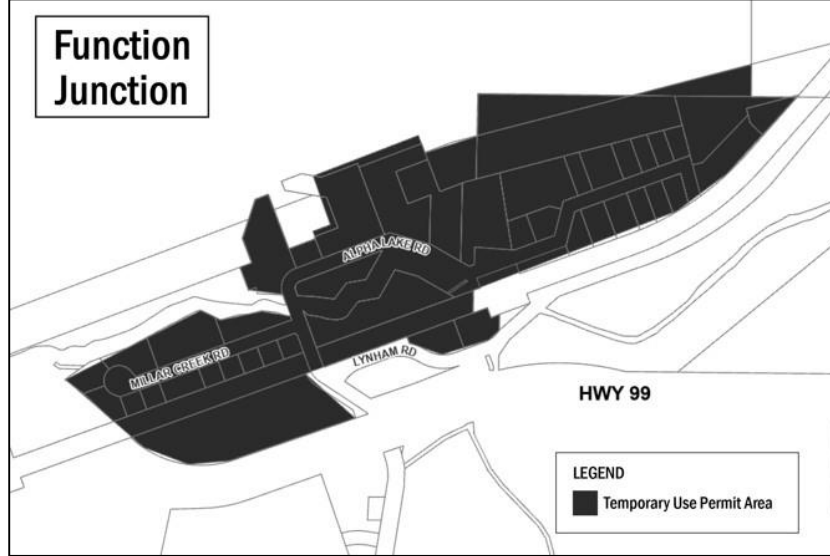 Function
Junction
ALPHA LAKE RD
MILLAR CREEK RD
LYNHAM RD
HWY 99
LEGEND
Temporary Use Permit Area